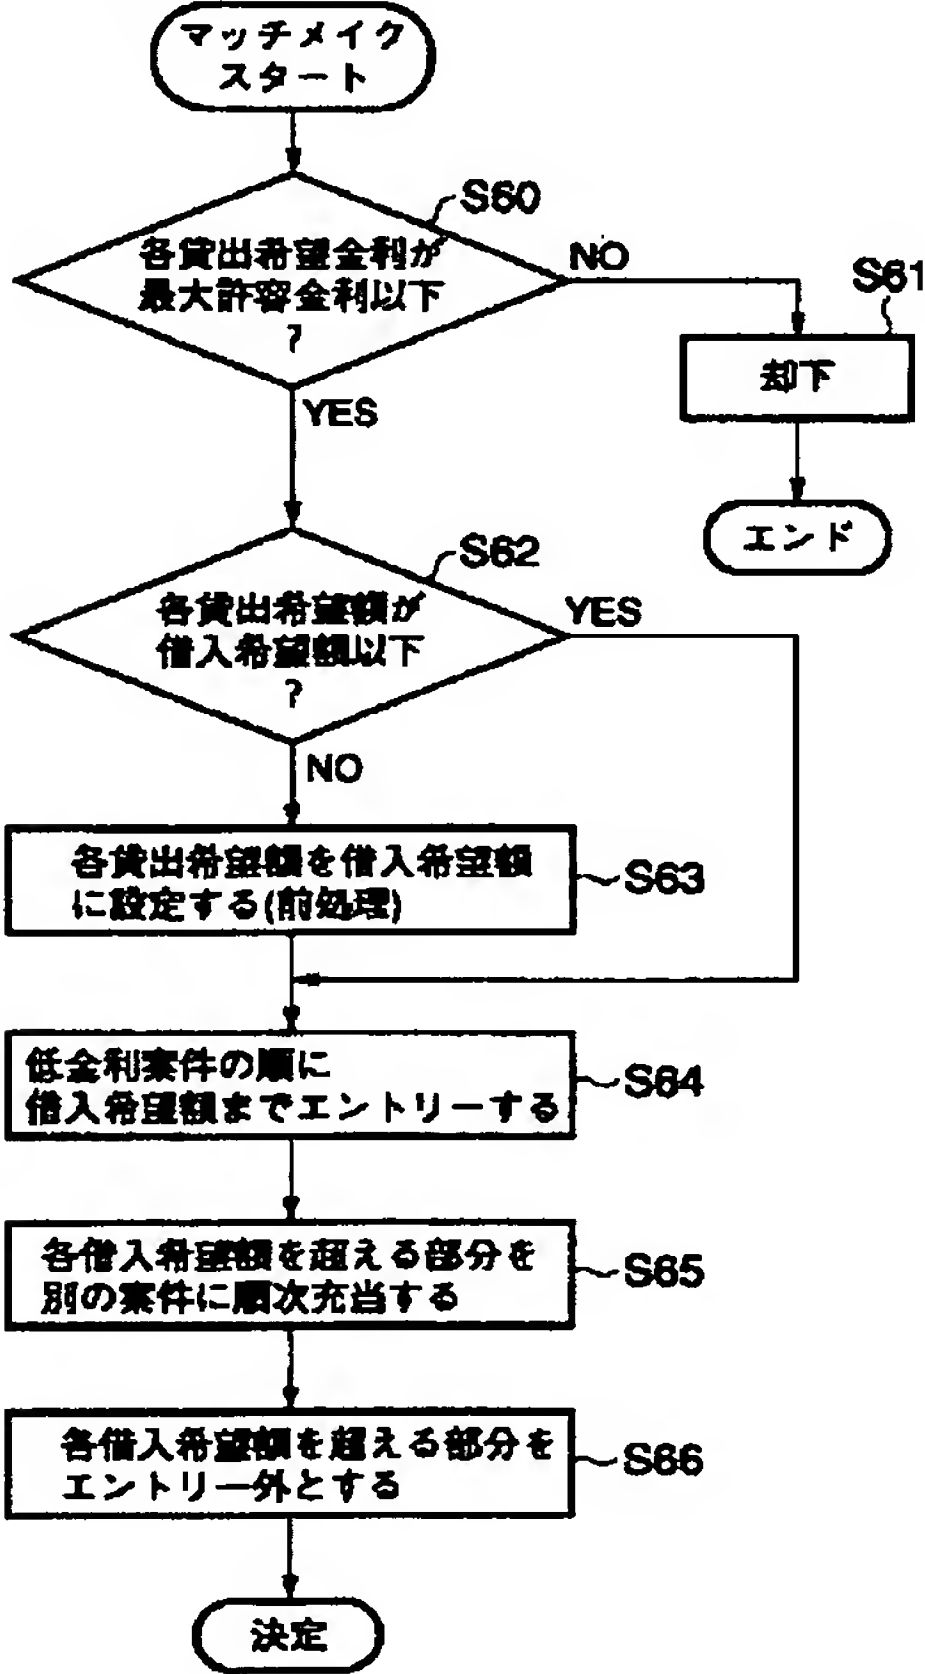 マッチメイク
スタート
S60
各貸出希望金利が
最大許容金利以下
?
NO
YES
S61
却下
エンド
S62
各貸出希望額が
借入希望額以下
?
YES
NO
各貸出希望額を借入希望額
に設定する(前処理)
S63
低金利案件の順に
借入希望額までエントリーする
S64
各借入希望額を超える部分を
別の案件に順次充当する
S65
各借入希望額を超える部分を
エントリー外とする
S66
決定